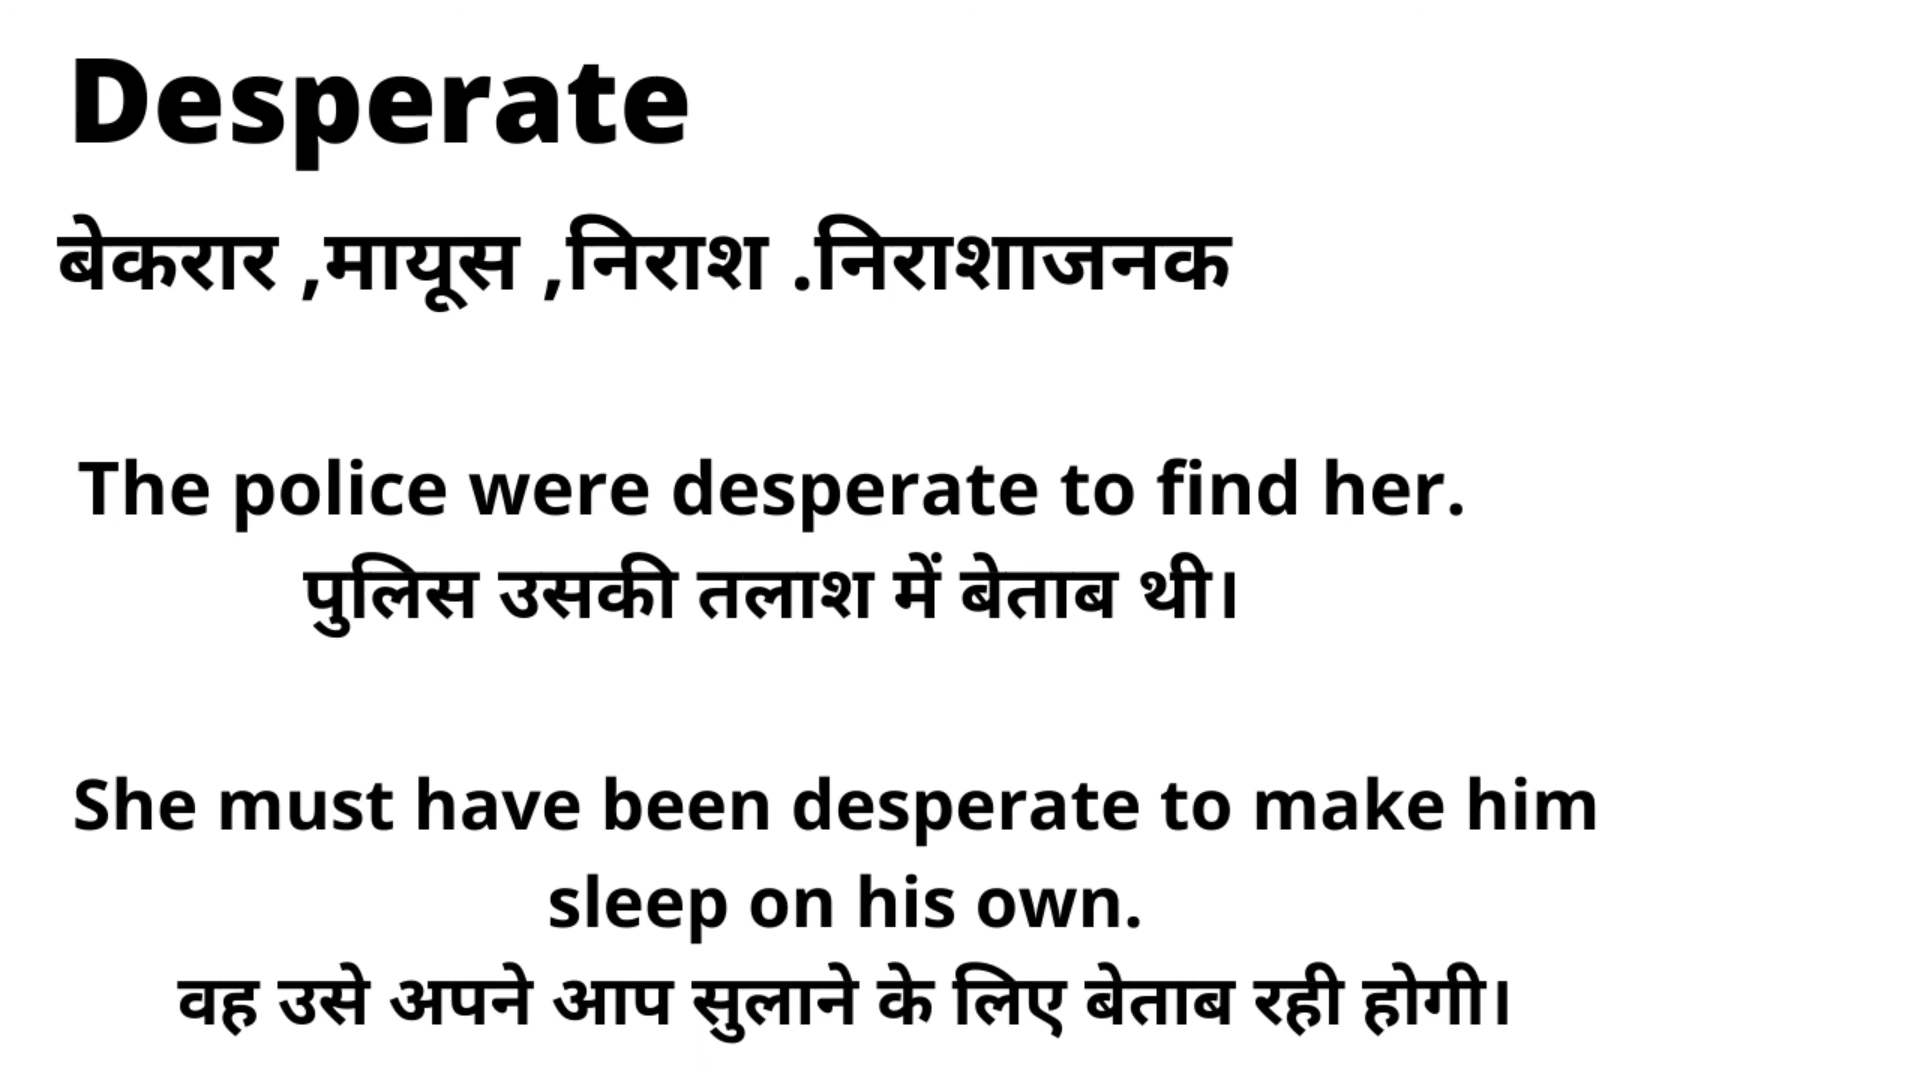 Desperate
बेकरार ,मायूस ,निराश .निराशाजनक
The police were desperate to find her.
पुलिस उसकी तलाश में बेताब थी।
She must have been desperate to make him
sleep on his own.
वह उसे अपने आप सुलाने के लिए बेताब रही होगी।